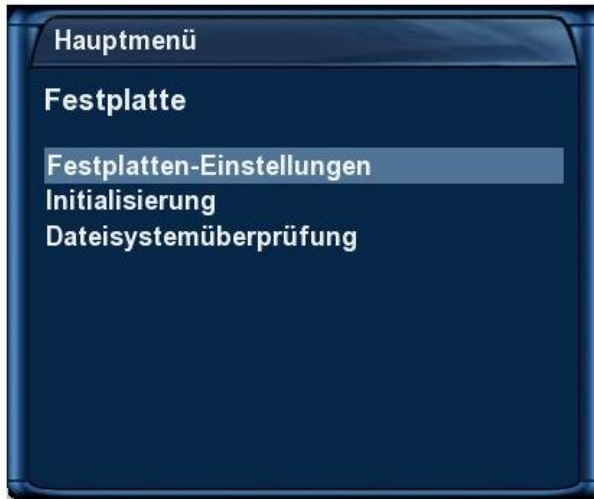 Hauptmenü
Festplatte
Festplatten-Einstellungen
Initialisierung
Dateisystemüberprüfung